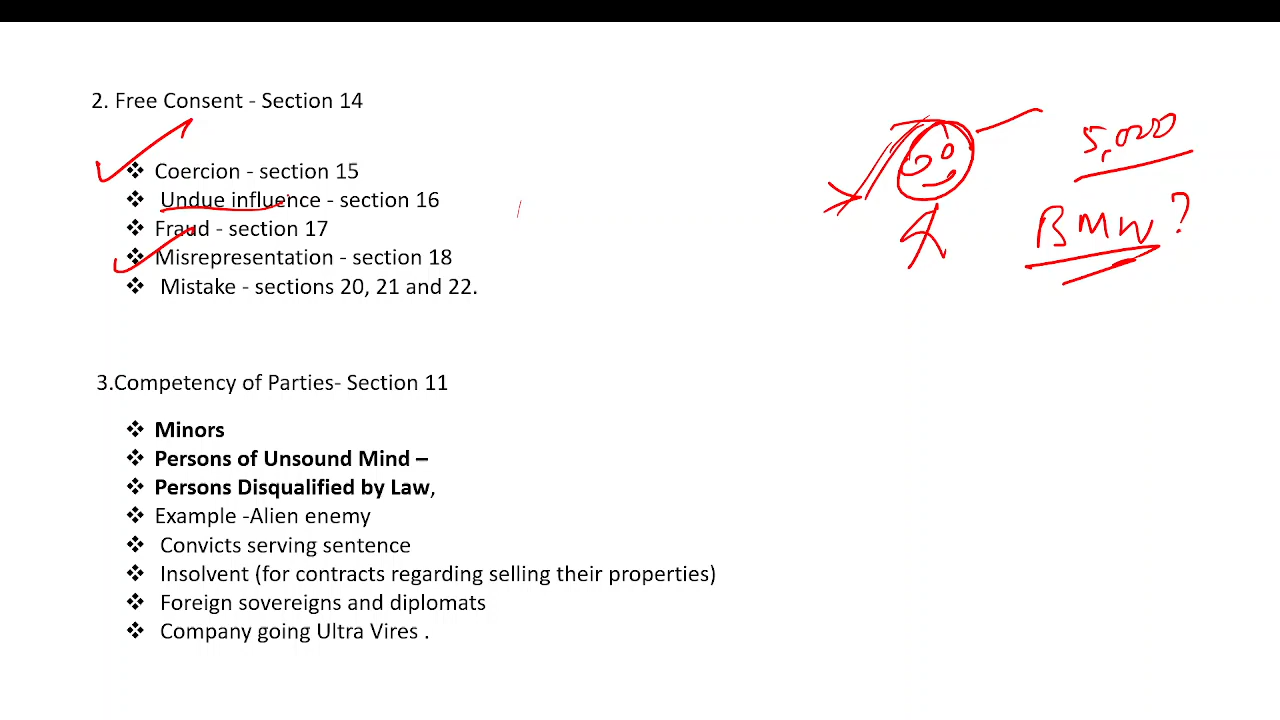 2. Free Consent - Section 14
❖ Coercion - section 15
❖ Undue influence - section 16
❖ Fraud - section 17
❖ Misrepresentation - section 18
❖ Mistake - sections 20, 21 and 22.
5,000
BMW ?
3.Competency of Parties- Section 11
❖ Minors
❖ Persons of Unsound Mind –
❖ Persons Disqualified by Law,
❖ Example -Alien enemy
❖ Convicts serving sentence
❖ Insolvent (for contracts regarding selling their properties)
❖ Foreign sovereigns and diplomats
❖ Company going Ultra Vires .